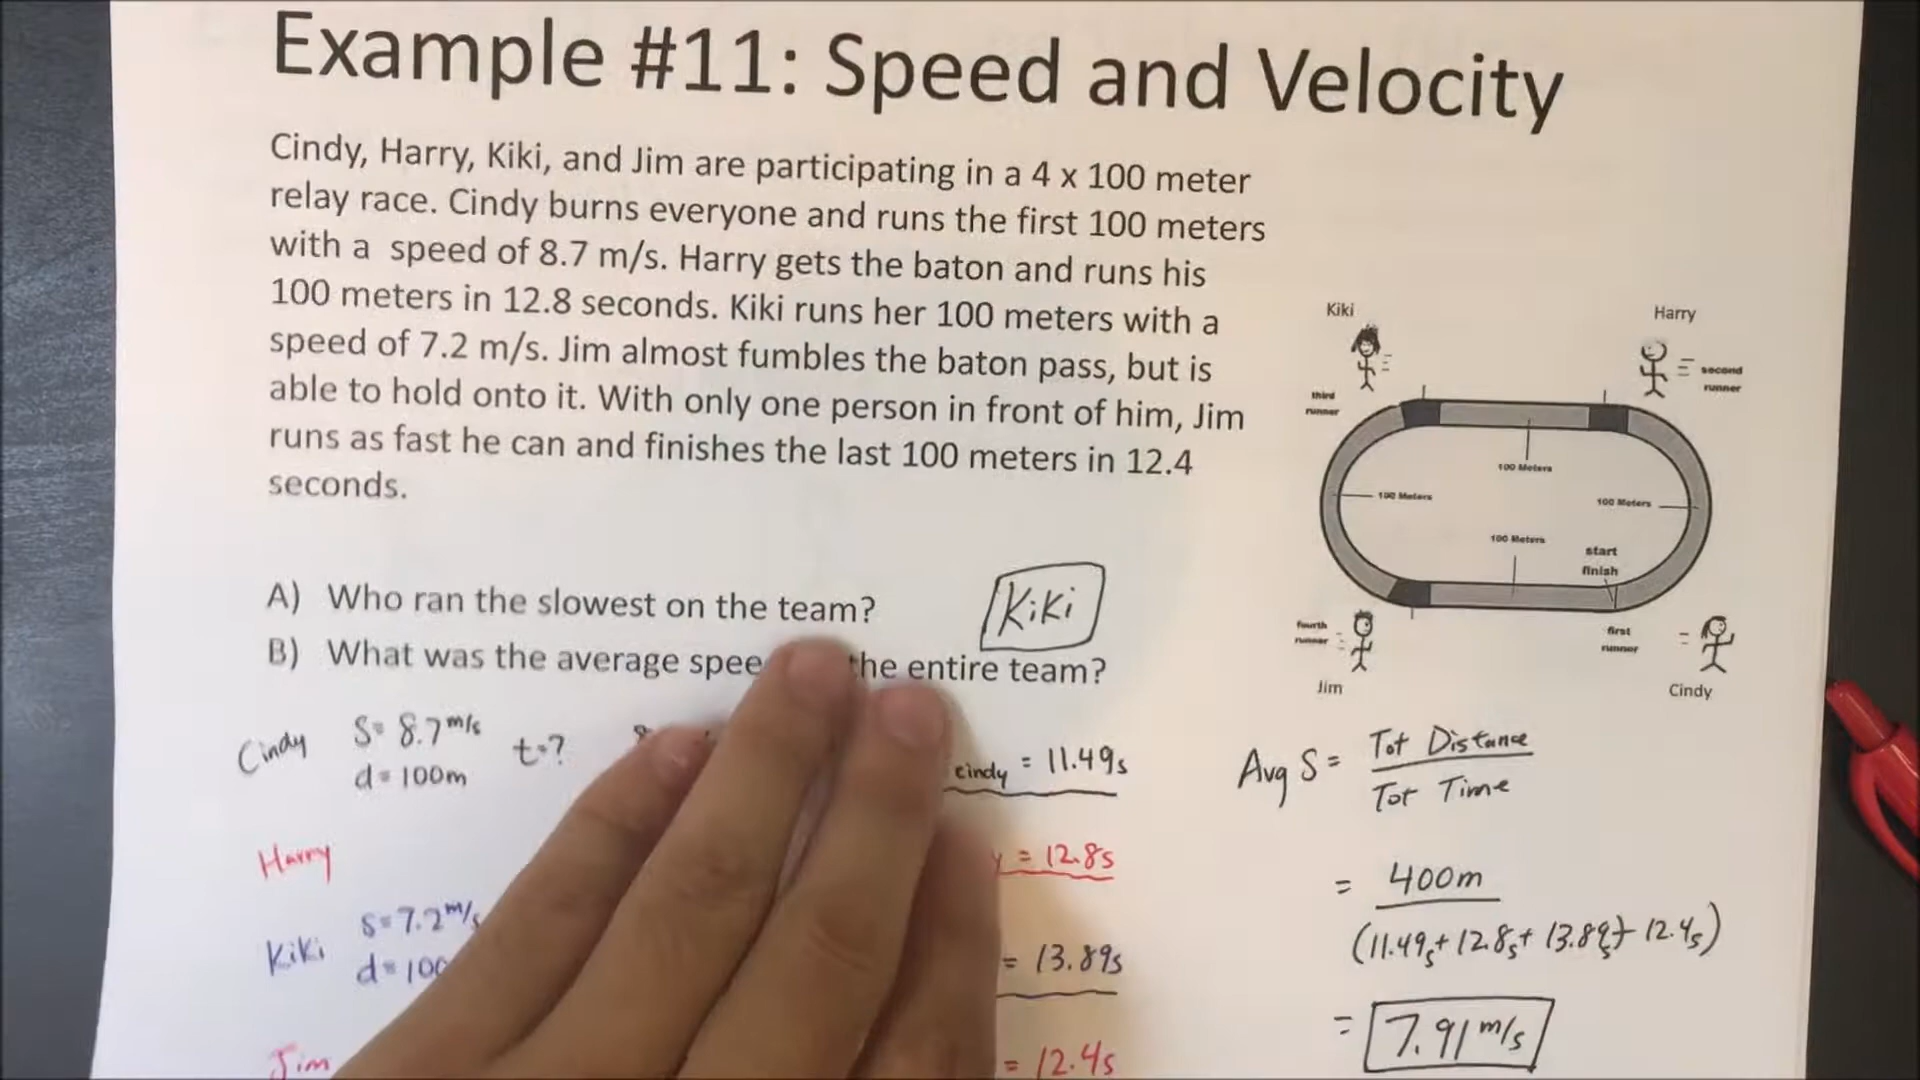 Example #11: Speed and Velocity
Cindy, Harry, Kiki, and Jim are participating in a 4 x 100 meter
relay race. Cindy burns everyone and runs the first 100 meters
with a speed of 8.7 m/s. Harry gets the baton and runs his
100 meters in 12.8 seconds. Kiki runs her 100 meters with a
speed of 7.2 m/s. Jim almost fumbles the baton pass, but is
able to hold onto it. With only one person in front of him, Jim
runs as fast he can and finishes the last 100 meters in 12.4
seconds.
Kiki
Harry
second
runner
third
runner
100 Meters
100 Meters
100 Meters
100 Meters
start
finish
fourth
runner
first
runner
Jim
Cindy
A) Who ran the slowest on the team?
KiKi
B) What was the average spee the entire team?
Cindy S= 8.7 m/s t=?
d = 100m
cindy = 11.49s
Harry
y = 12.8s
KiKi s=7.2 m/s
d = 100
= 13.89s
Jim
= 12.4s
Avg S = Tot Distance
Tot Time
= 400m
(11.49s + 12.8s + 13.89s + 12.4s)
= 7.91 m/s